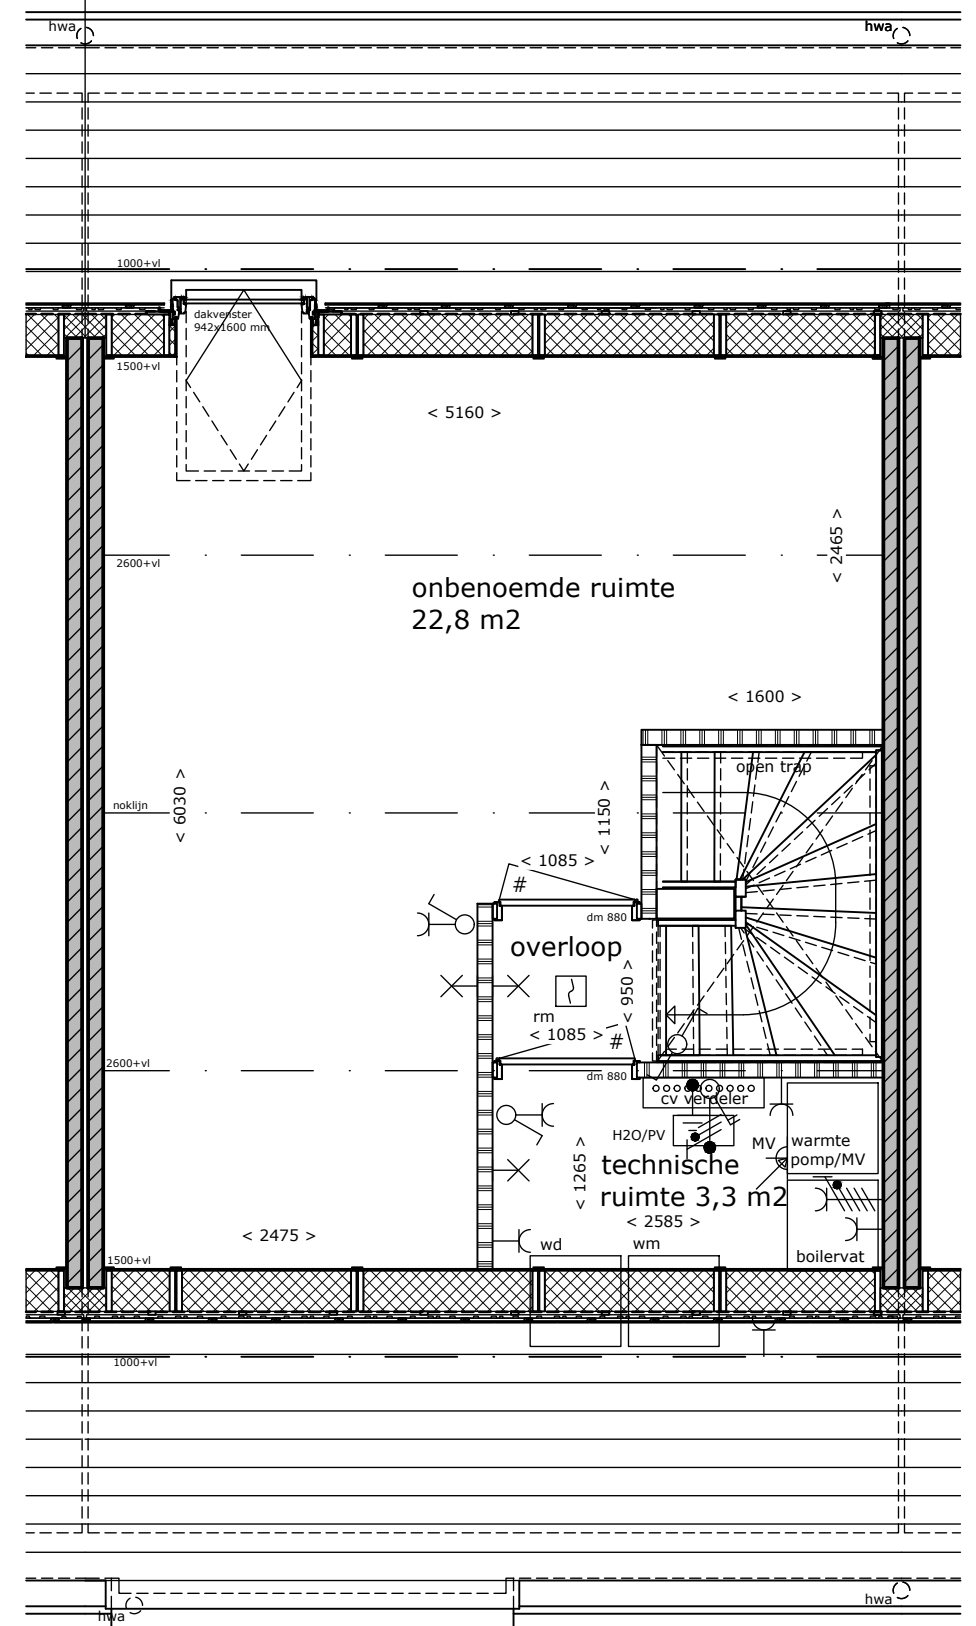 hwa
hwa
1000+vl
dakvenster
942x1600 mm
1500+vl
< 5160 >
< 2465 >
2600+vl
onbenoemde ruimte
22,8 m2
< 1600 >
open trap
noklijn
< 6030 >
< 1150 >
< 1085 >
#
dm 880
overloop
< 950 >
rm
< 1085 >
#
2600+vl
dm 880
cv verdeler
H2O/PV
MV
warmte
pomp/MV
technische
ruimte 3,3 m2
< 1265 >
< 2585 >
< 2475 >
wd
wm
boilervat
1500+vl
1000+vl
hwa
hwa